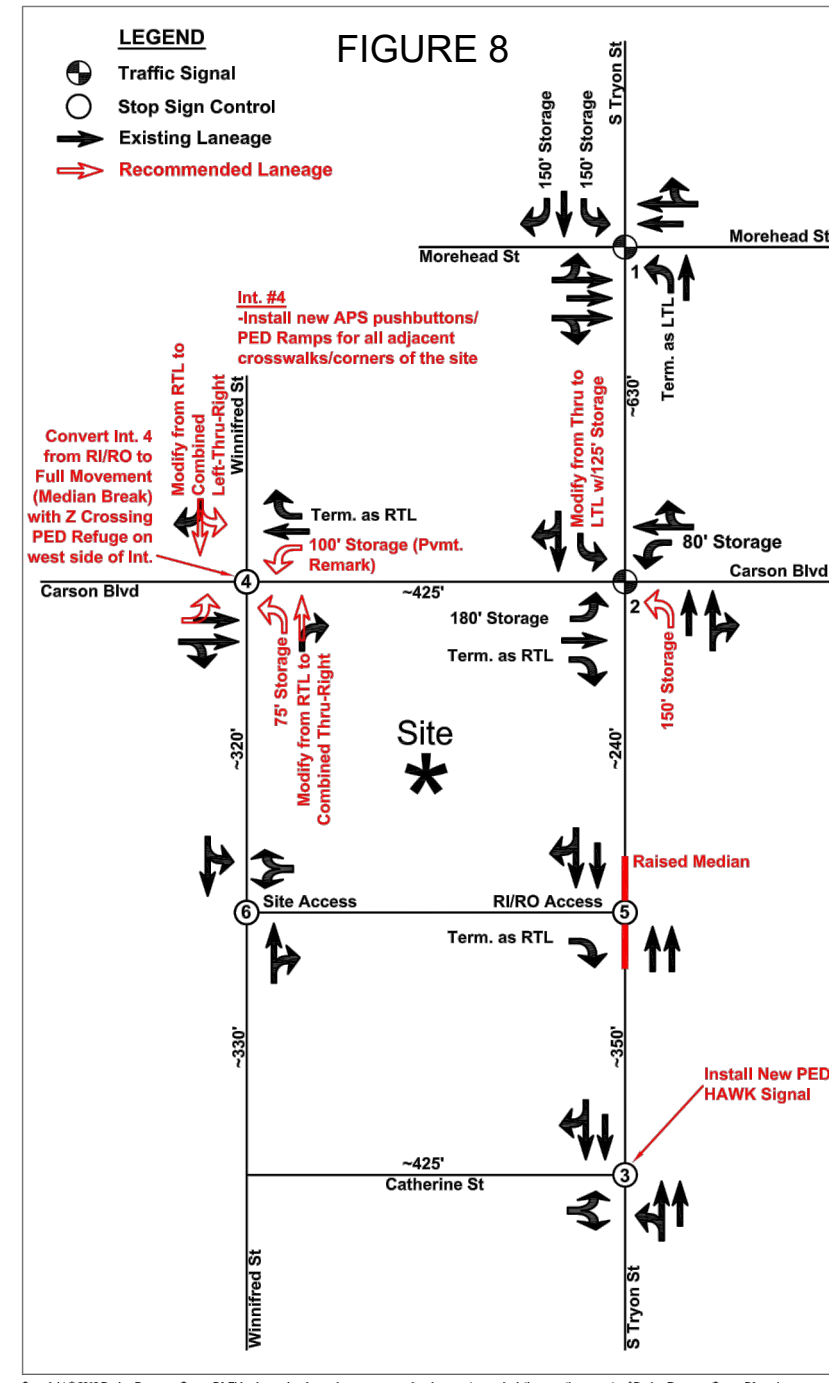 FIGURE 8
LEGEND
Traffic Signal
Stop Sign Control
Existing Laneage
Recommended Laneage
S Tryon St
150' Storage
150' Storage
Morehead St
Morehead St
1
Term. as LTL
~630'
Int. #4
-Install new APS pushbuttons/
PED Ramps for all adjacent
crosswalks/corners of the site
Winnifred St
Modify from RTL to
Combined
Left-Thru-Right
Convert Int. 4
from RI/RO to
Full Movement
(Median Break)
with Z Crossing
PED Refuge on
west side of Int.
Term. as RTL
100' Storage (Pvmt.
Remark)
Modify from Thru to
LTL w/125' Storage
80' Storage
Carson Blvd
4
~425'
2
Carson Blvd
180' Storage
Term. as RTL
75' Storage
Modify from RTL to
Combined Thru-Right
150' Storage
~320'
Site
*
~240'
Raised Median
6
Site Access
RI/RO Access
5
Term. as RTL
~330'
~350'
Install New PED
HAWK Signal
~425'
Catherine St
3
Winnifred St
S Tryon St